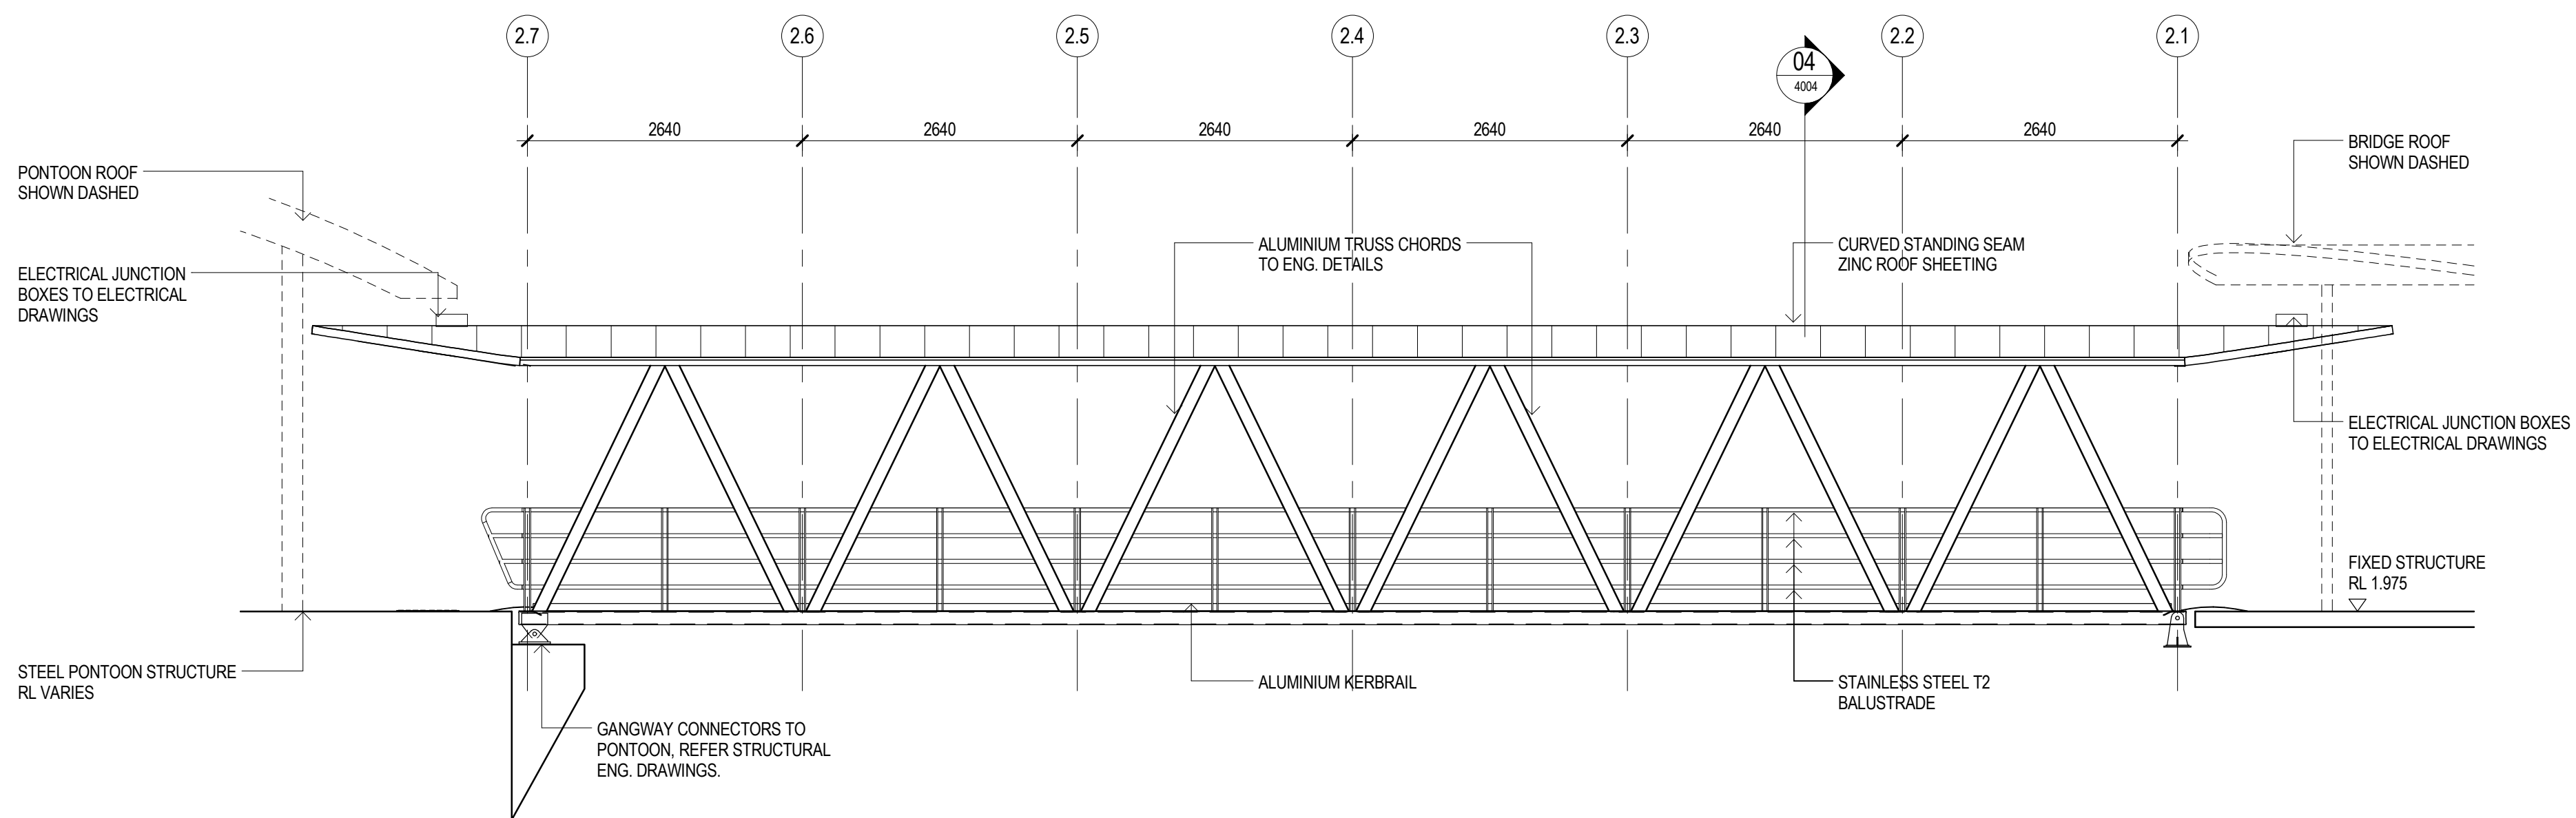 2.7
2.6
2.5
2.4
2.3
2.2
2.1
04
4004
2640
2640
2640
2640
2640
2640
PONTOON ROOF
SHOWN DASHED
BRIDGE ROOF
SHOWN DASHED
ELECTRICAL JUNCTION
BOXES TO ELECTRICAL
DRAWINGS
ALUMINIUM TRUSS CHORDS
TO ENG. DETAILS
CURVED STANDING SEAM
ZINC ROOF SHEETING
ELECTRICAL JUNCTION BOXES
TO ELECTRICAL DRAWINGS
FIXED STRUCTURE
RL 1.975
STEEL PONTOON STRUCTURE
RL VARIES
ALUMINIUM KERBRAIL
STAINLESS STEEL T2
BALUSTRADE
GANGWAY CONNECTORS TO
PONTOON, REFER STRUCTURAL
ENG. DRAWINGS.